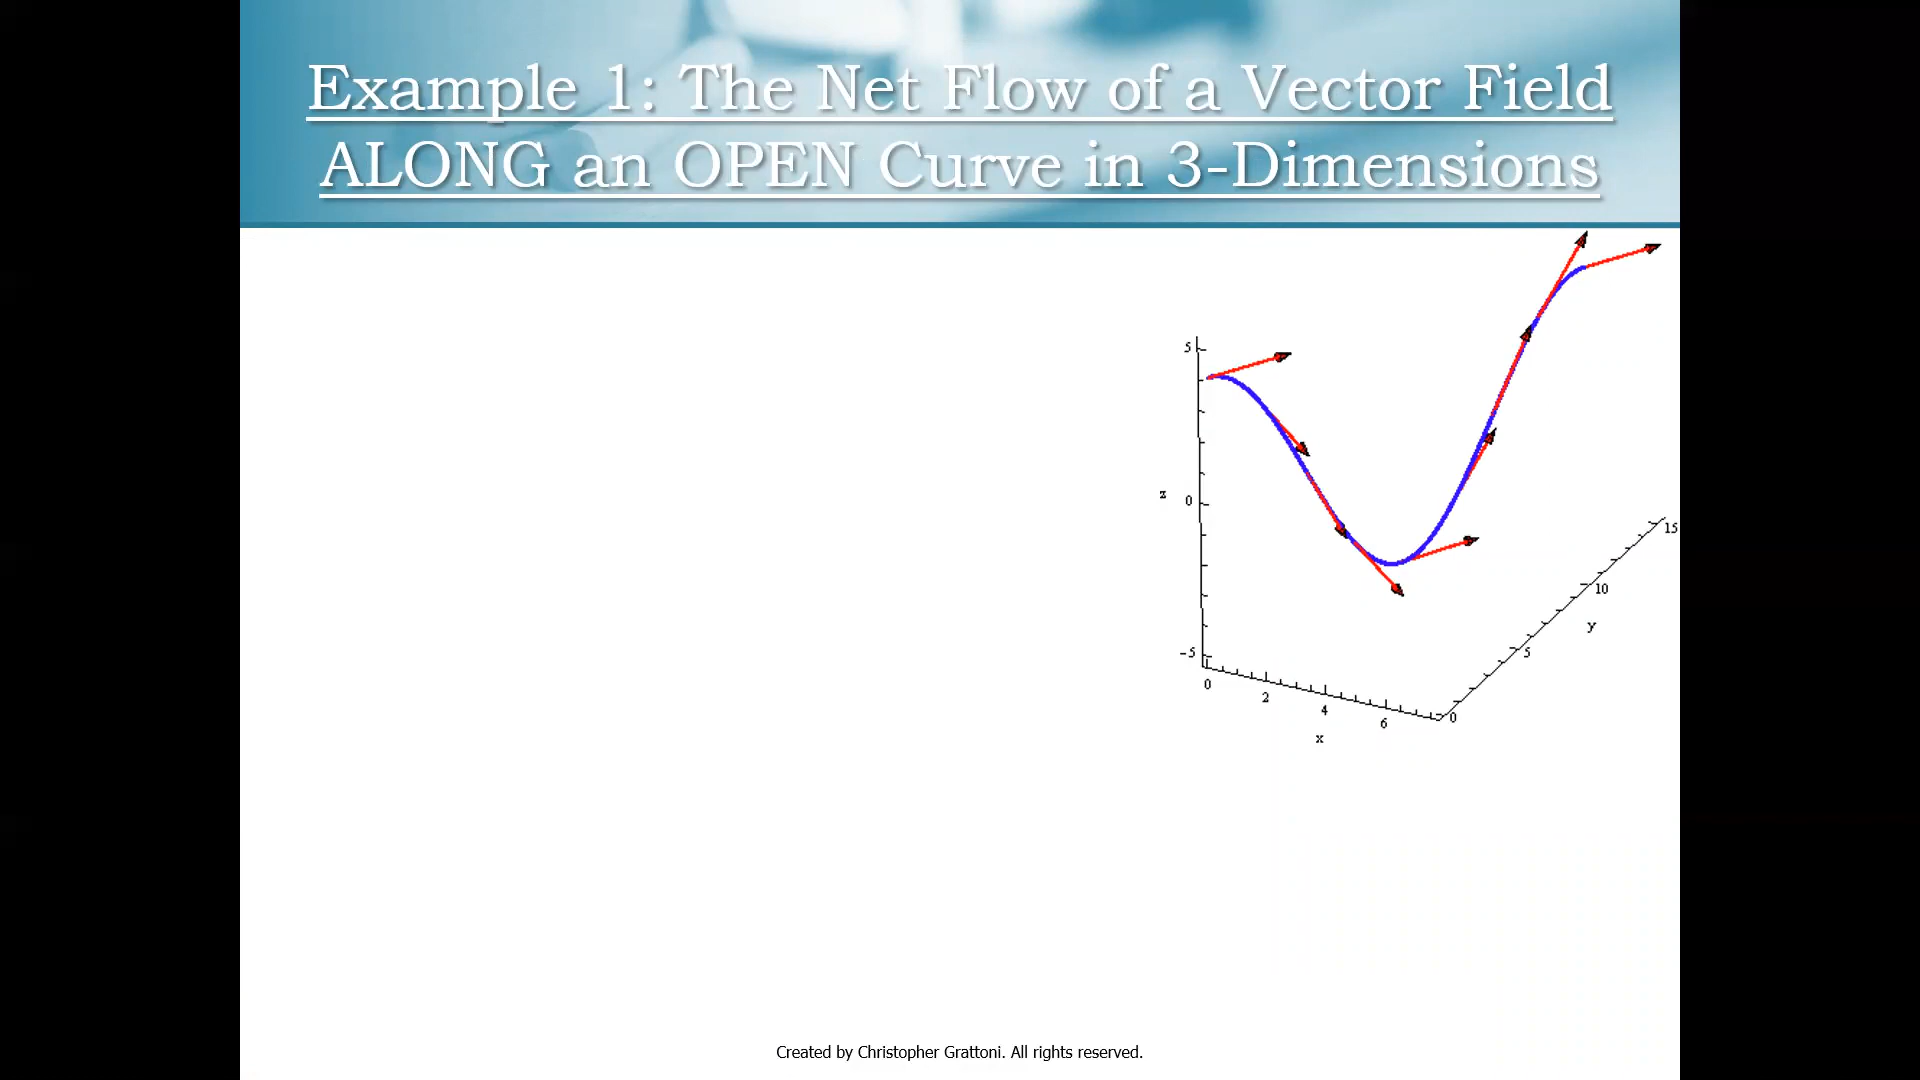 Example 1: The Net Flow of a Vector Field
ALONG an OPEN Curve in 3-Dimensions
5
z 0
-5
0
2
4
6
x
0
5
10
15
y
Created by Christopher Grattoni. All rights reserved.